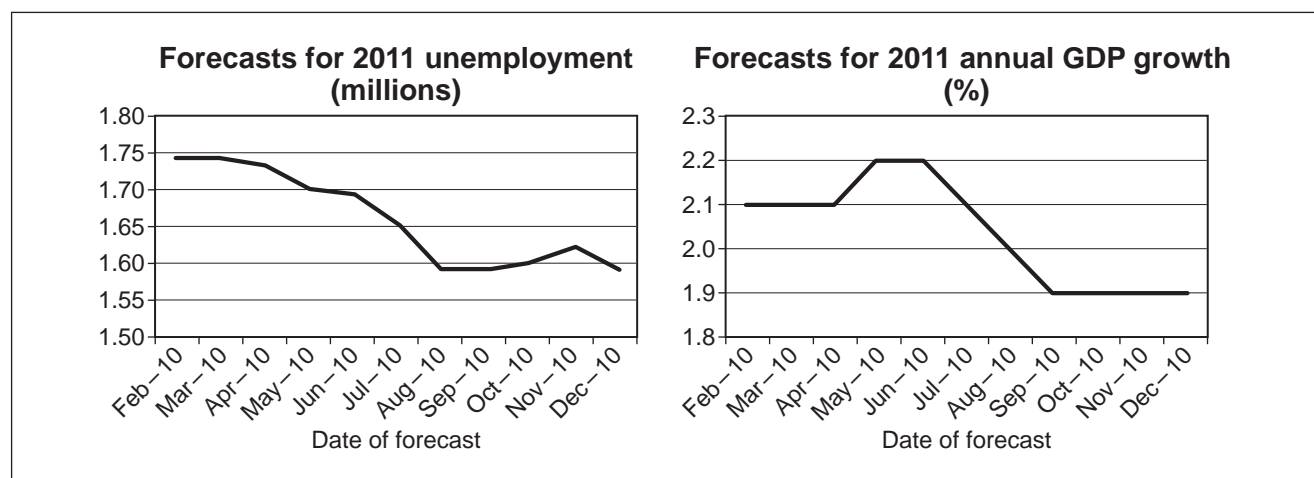 Forecasts for 2011 unemployment
(millions)
1.80
1.75
1.70
1.65
1.60
1.55
1.50
Feb–10
Mar–10
Apr–10
May–10
Jun–10
Jul–10
Aug–10
Sep–10
Oct–10
Nov–10
Dec–10
Date of forecast
Forecasts for 2011 annual GDP growth
(%)
2.3
2.2
2.1
2.0
1.9
1.8
Feb–10
Mar–10
Apr–10
May–10
Jun–10
Jul–10
Aug–10
Sep–10
Oct–10
Nov–10
Dec–10
Date of forecast